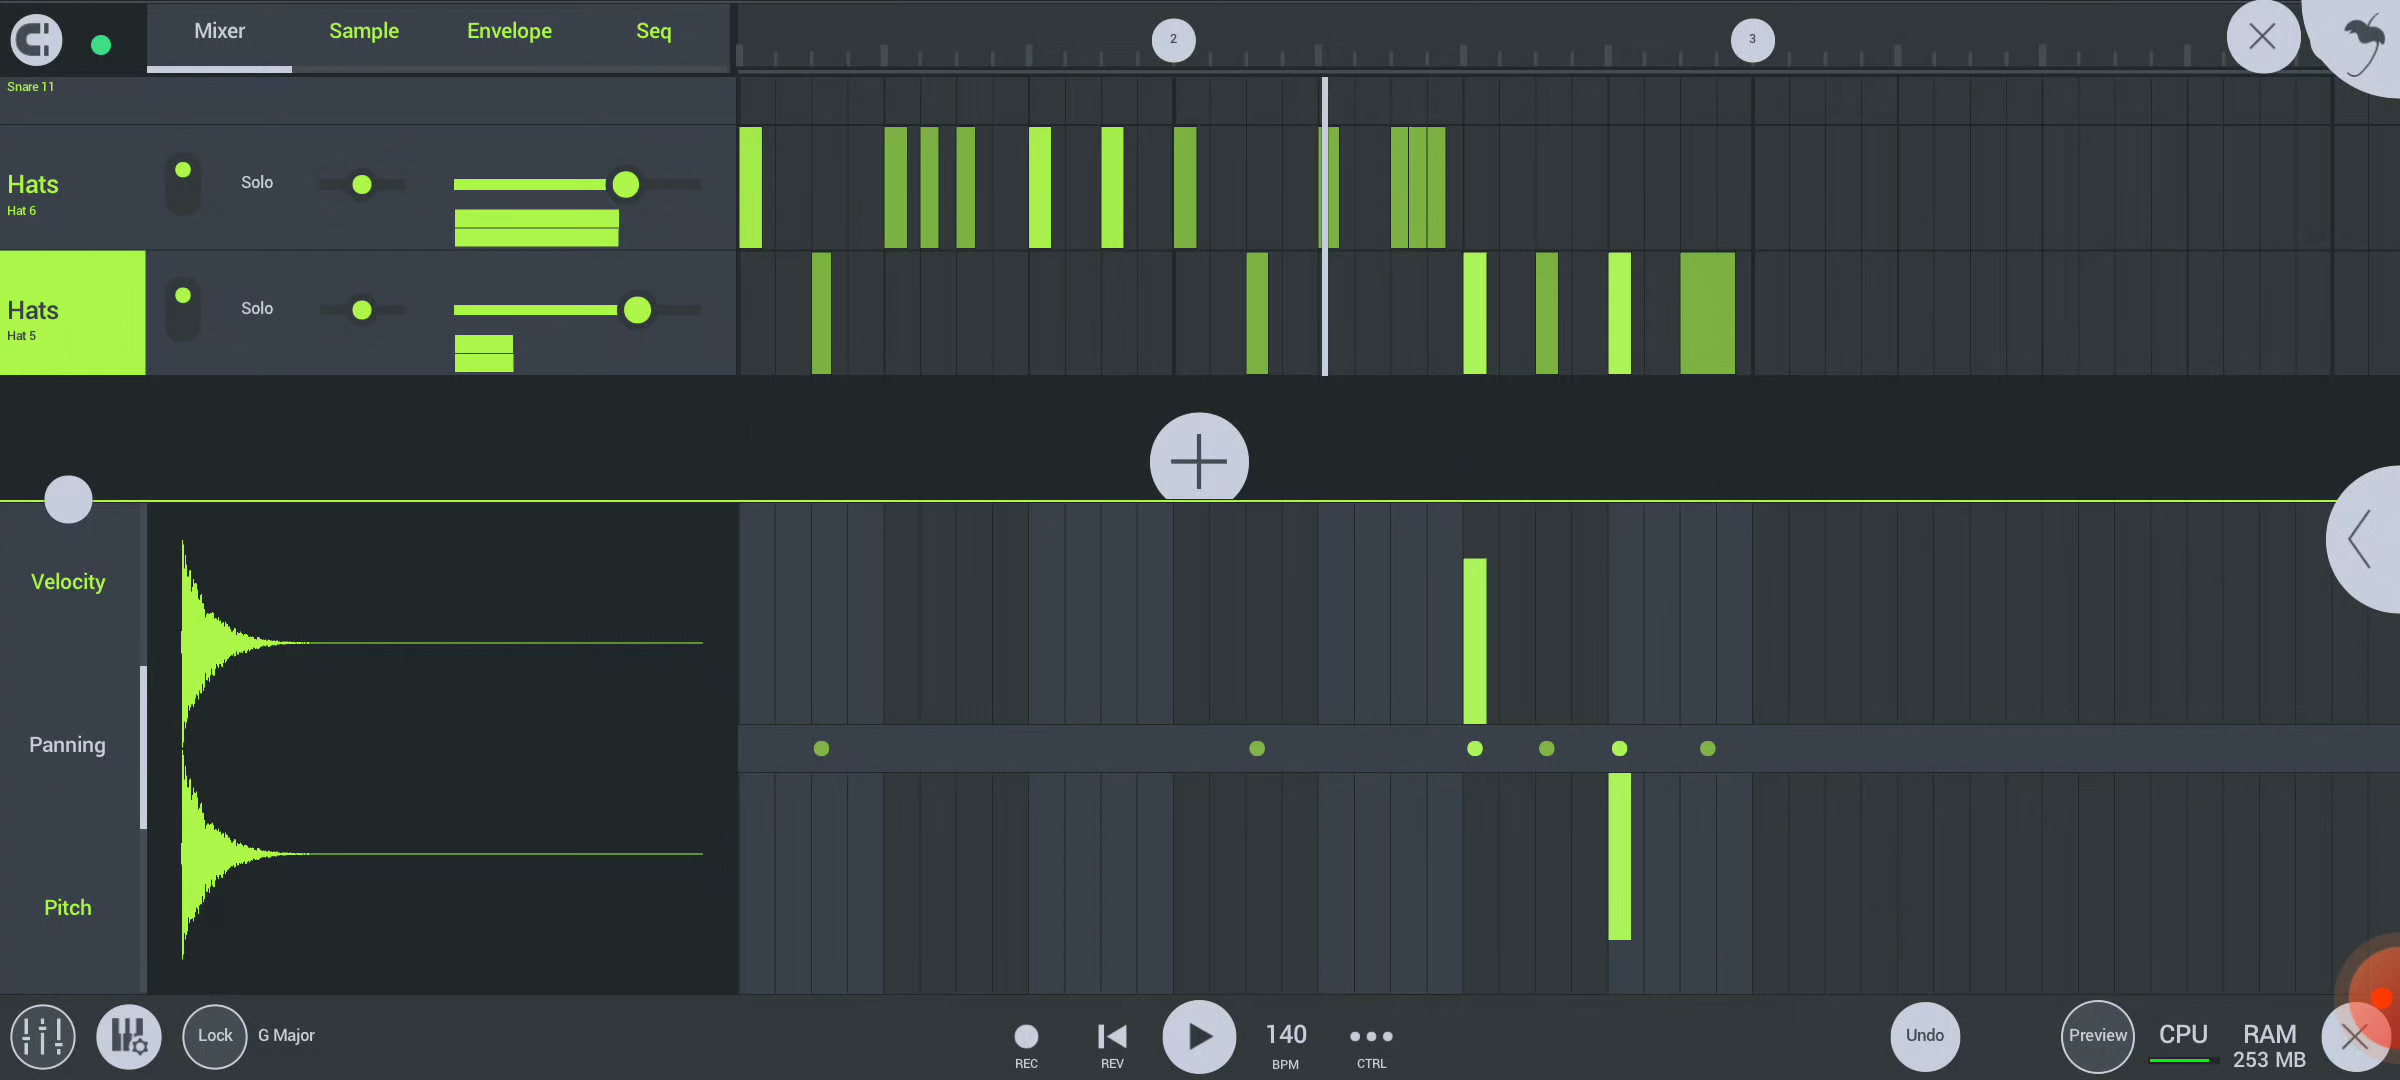 Mixer Sample Envelope Seq
2
3
Snare 11
Hats
Hat 6
Solo
Hats
Hat 5
Solo
Velocity
Panning
Pitch
Lock
G Major
REC
REV
140
BPM
CTRL
Undo
Preview
CPU
RAM
253 MB